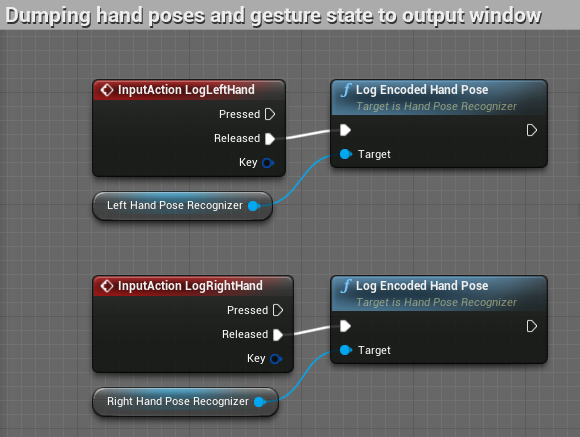 Dumping hand poses and gesture state to output window
InputAction LogLeftHand
Pressed
Released
Key
Left Hand Pose Recognizer
f Log Encoded Hand Pose
Target is Hand Pose Recognizer
Target
InputAction LogRightHand
Pressed
Released
Key
Right Hand Pose Recognizer
f Log Encoded Hand Pose
Target is Hand Pose Recognizer
Target